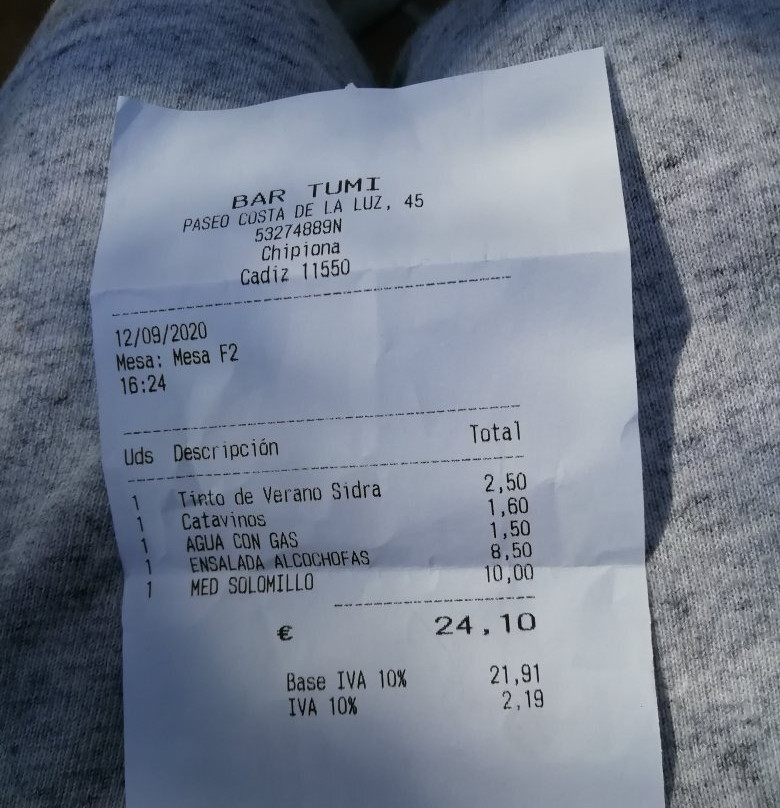 BAR TUMI
PASEO COSTA DE LA LUZ, 45
53274889N
Chipiona
Cadiz 11550
12/09/2020
Mesa: Mesa F2
16:24
Uds Descripción Total
1 Tinto de Verano Sidra 2,50
1 Catavinos 1,60
1 AGUA CON GAS 1,50
1 ENSALADA ALCOCHOFAS 8,50
1 MED SOLOMILLO 10,00
€ 24,10
Base IVA 10% 21,91
IVA 10% 2,19